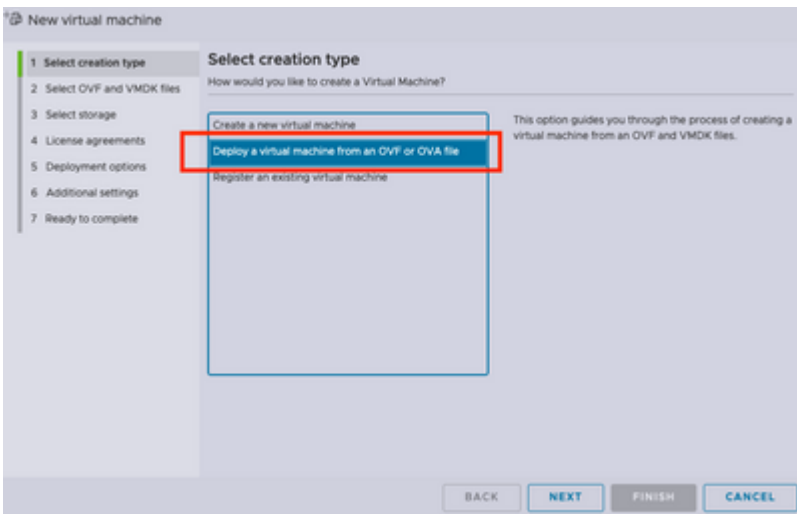 New virtual machine
1 Select creation type
2 Select OVF and VMDK files
3 Select storage
4 License agreements
5 Deployment options
6 Additional settings
7 Ready to complete
Select creation type
How would you like to create a Virtual Machine?
Create a new virtual machine
Deploy a virtual machine from an OVF or OVA file
Register an existing virtual machine
This option guides you through the process of creating a
virtual machine from an OVF and VMDK files.
BACK
NEXT
FINISH
CANCEL